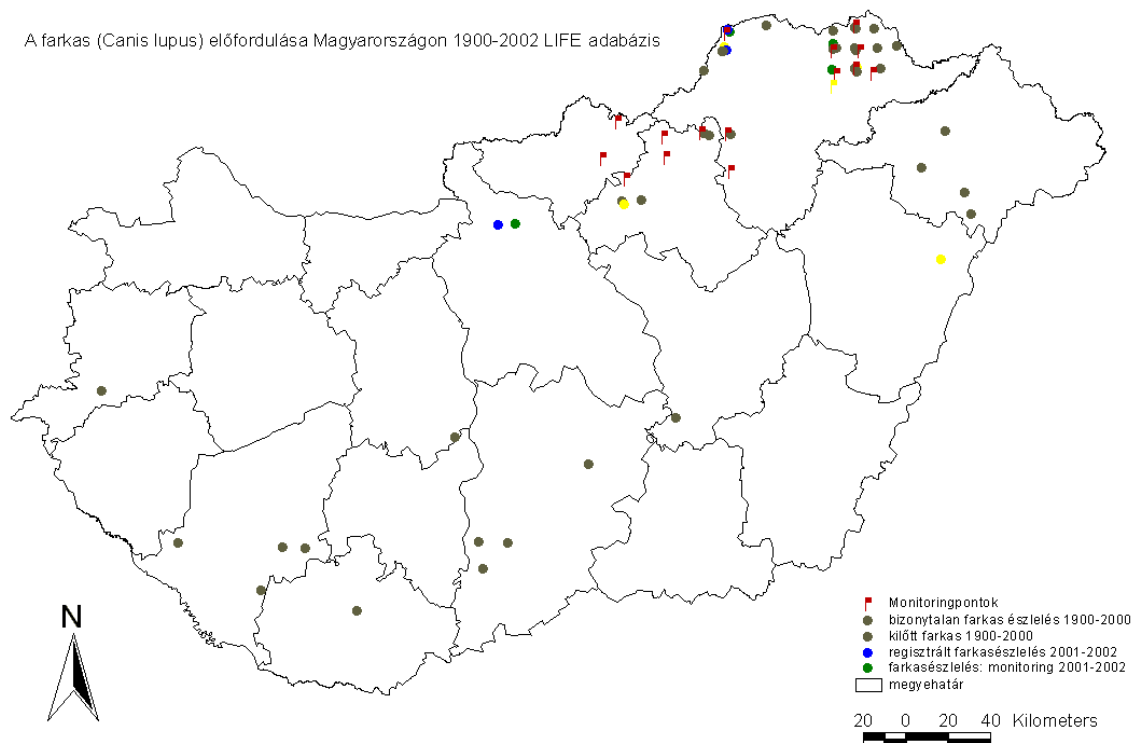 A farkas (Canis lupus) előfordulása Magyarországon 1900-2002 LIFE adabázis
N
Monitoringpontok
bizonytalan farkas észlelés 1900-2000
kilőtt farkas 1900-2000
regisztrált farkasészlelés 2001-2002
farkasészlelés: monitoring 2001-2002
megyehatár
20 0 20 40 Kilometers